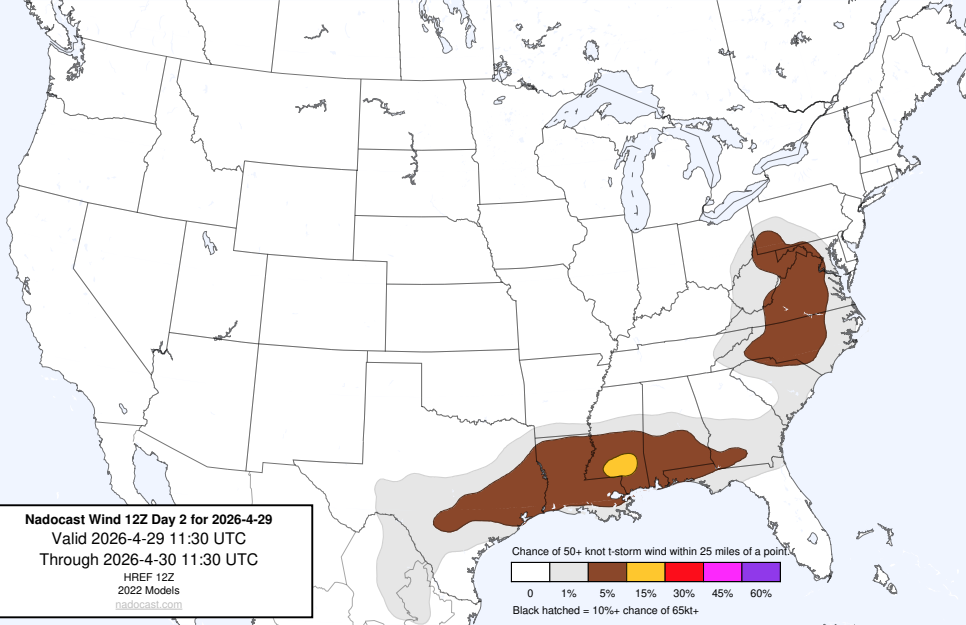 Nadocast Wind 12Z Day 2 for 2026-4-29
Valid 2026-4-29 11:30 UTC
Through 2026-4-30 11:30 UTC
HREF 12Z
2022 Models
nadocast.com
Chance of 50+ knot t-storm wind within 25 miles of a point.
0 1% 5% 15% 30% 45% 60%
Black hatched = 10%+ chance of 65kt+